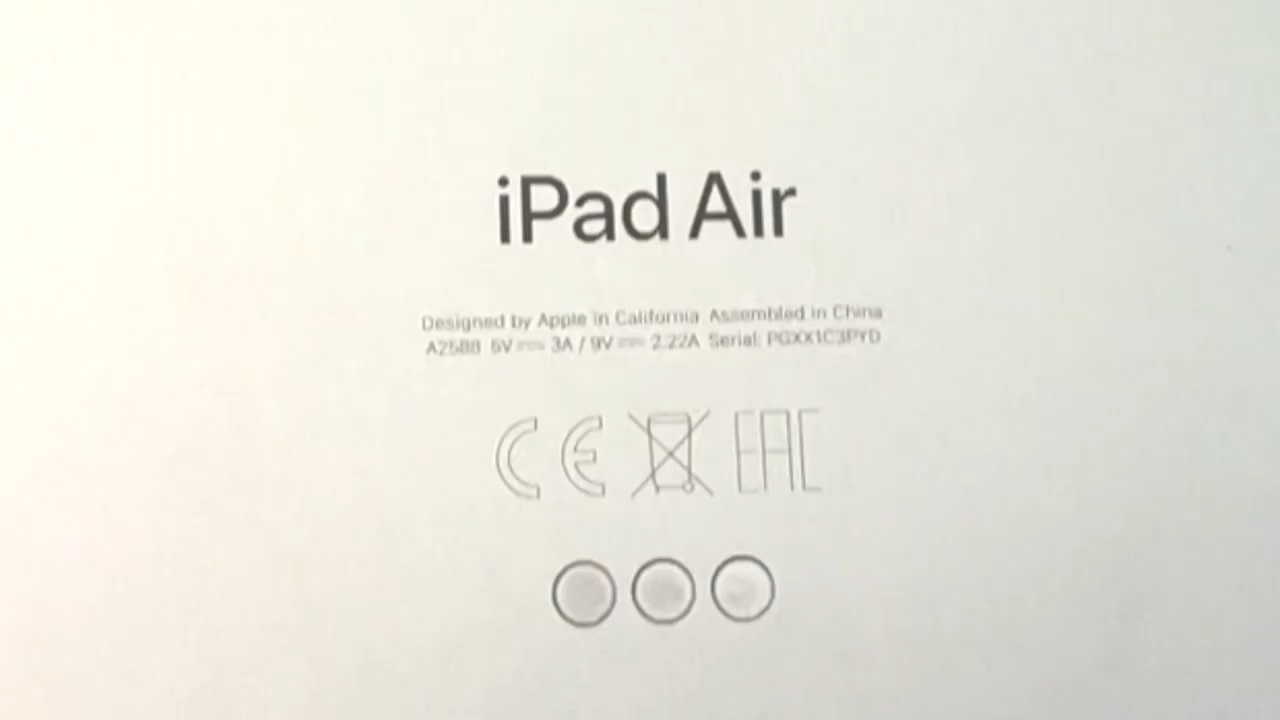 iPad Air
Designed by Apple in California Assembled in China
A2588 5V 3A / 9V 2.22A Serial:
CE EAC